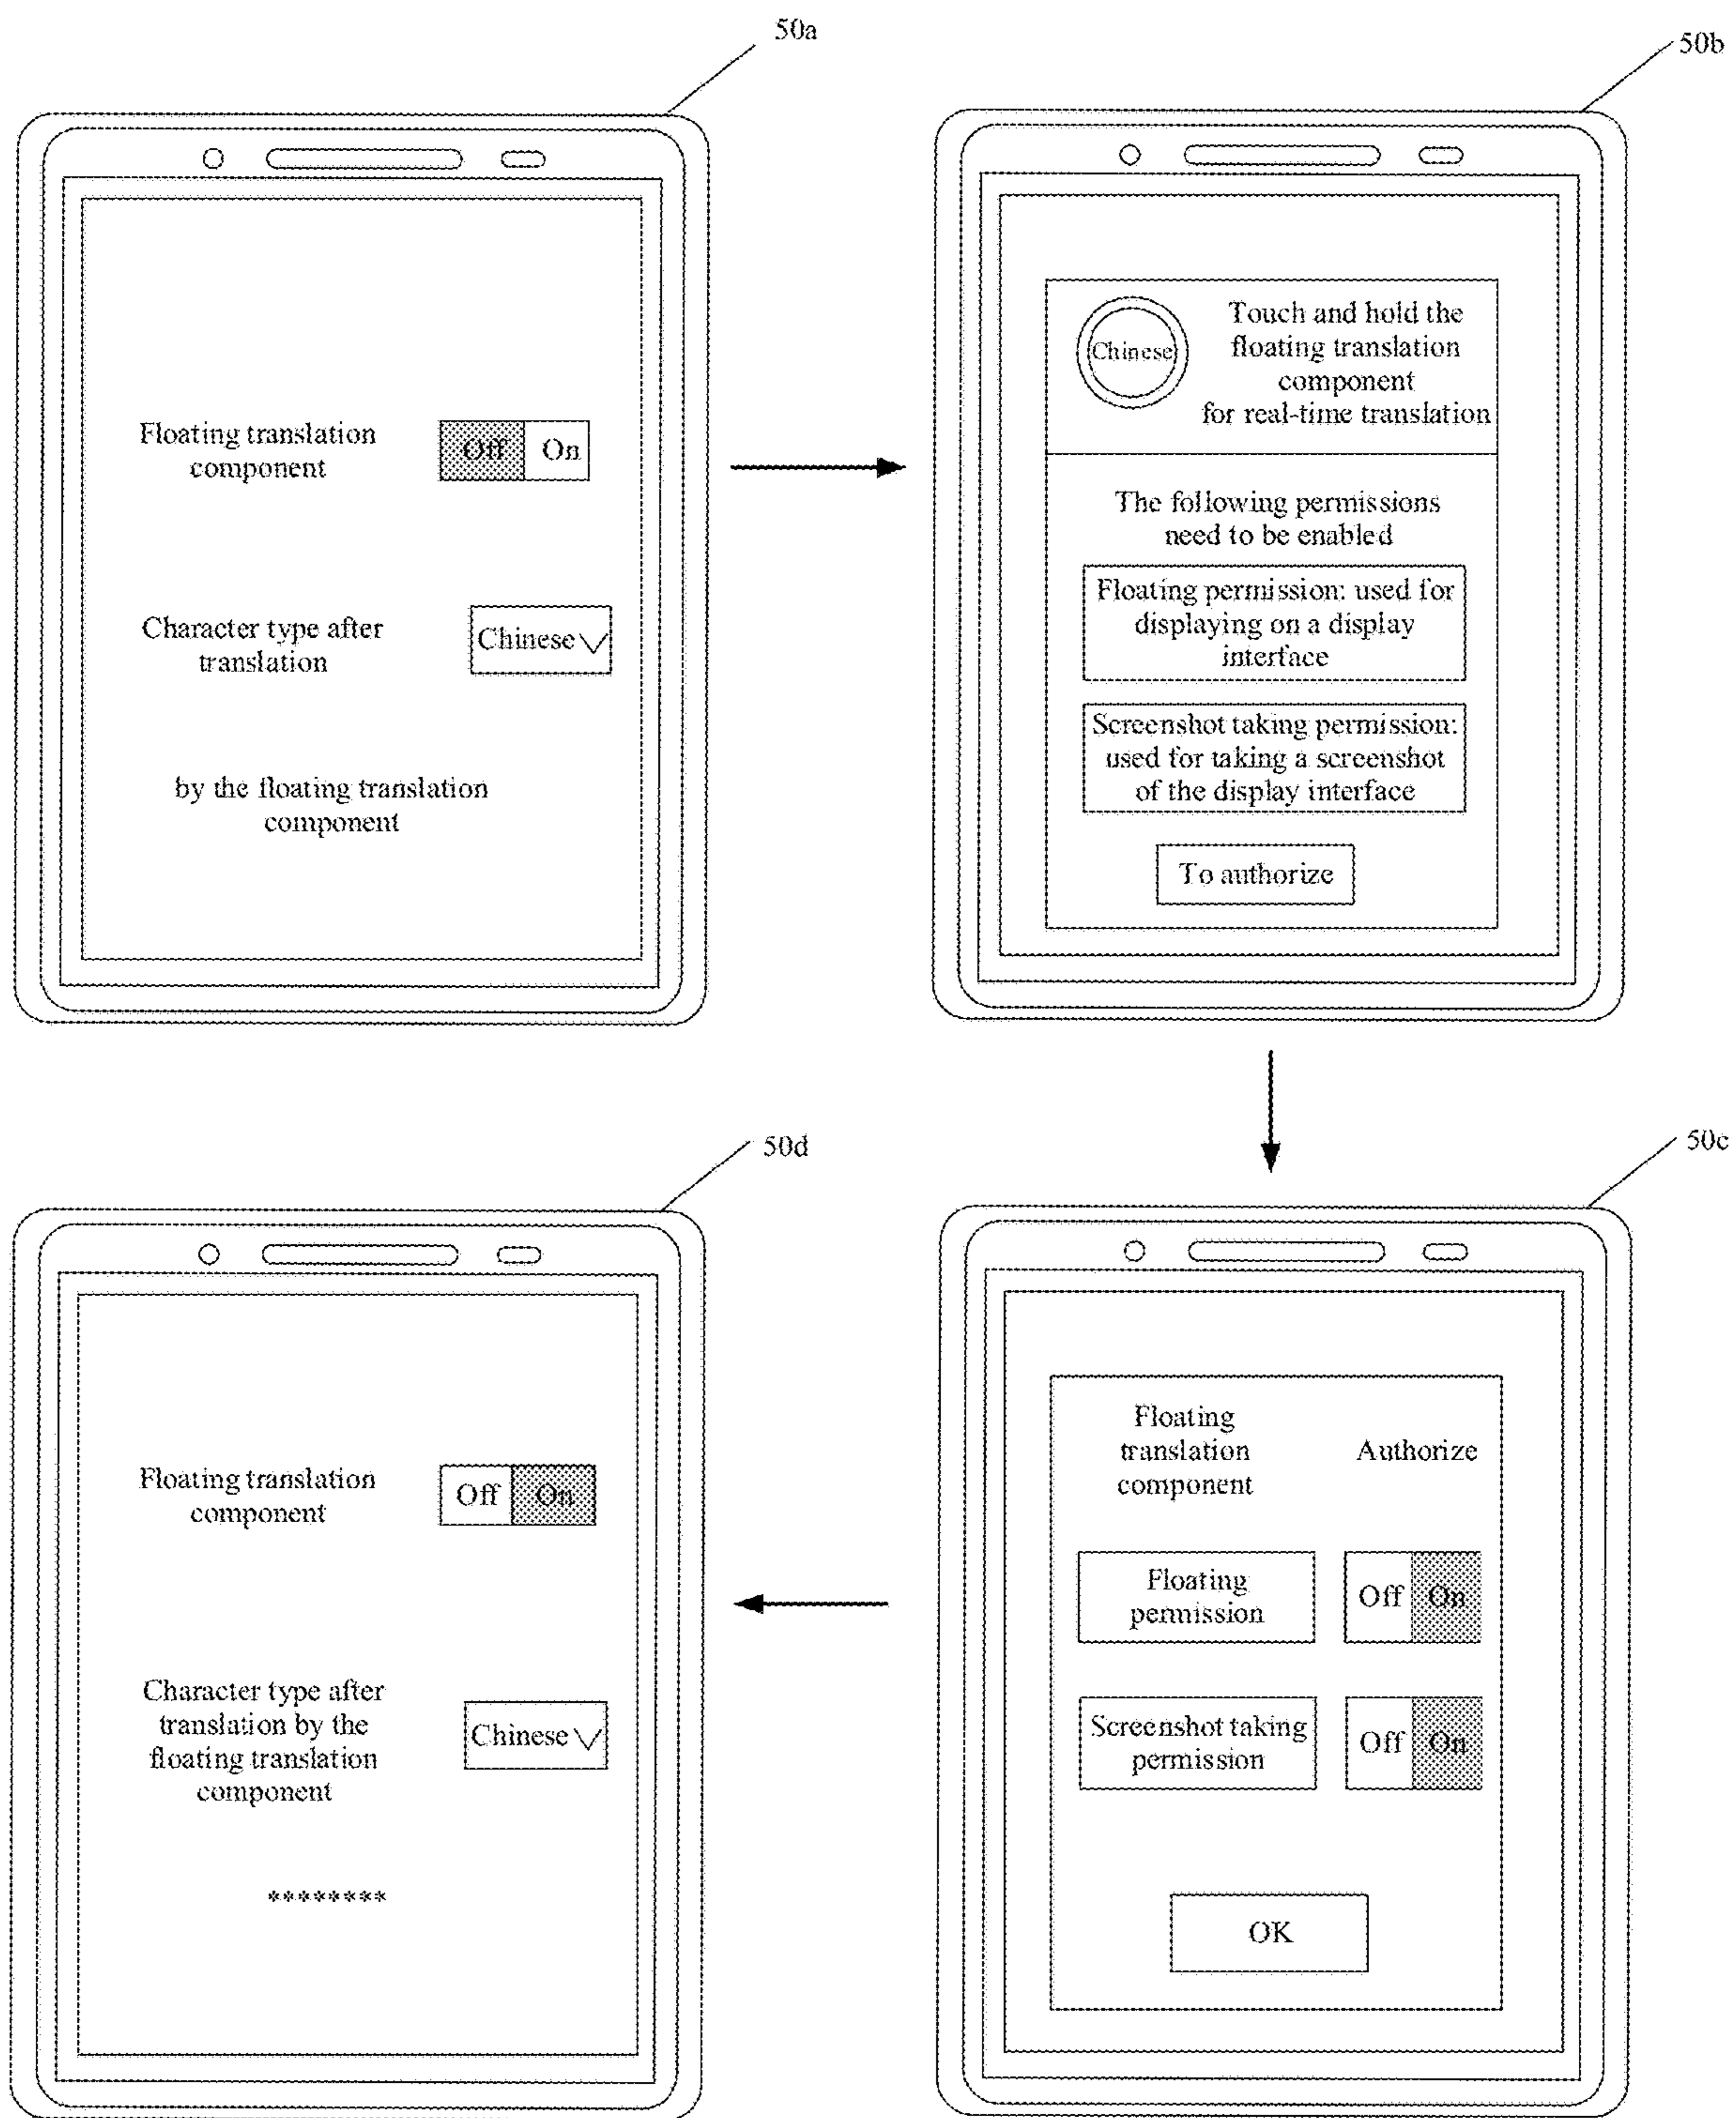 50a
Floating translation
component
Off On
Character type after
translation
Chinese
by the floating translation
component
50b
Chinese
Touch and hold the
floating translation
component
for real-time translation
The following permissions
need to be enabled
Floating permission: used for
displaying on a display
interface
Screenshot taking permission:
used for taking a screenshot
of the display interface
To authorize
50c
Floating
translation
component
Authorize
Floating
permission
Off On
Screenshot taking
permission
Off On
OK
50d
Floating translation
component
Off On
Character type after
translation by the
floating translation
component
Chinese
********